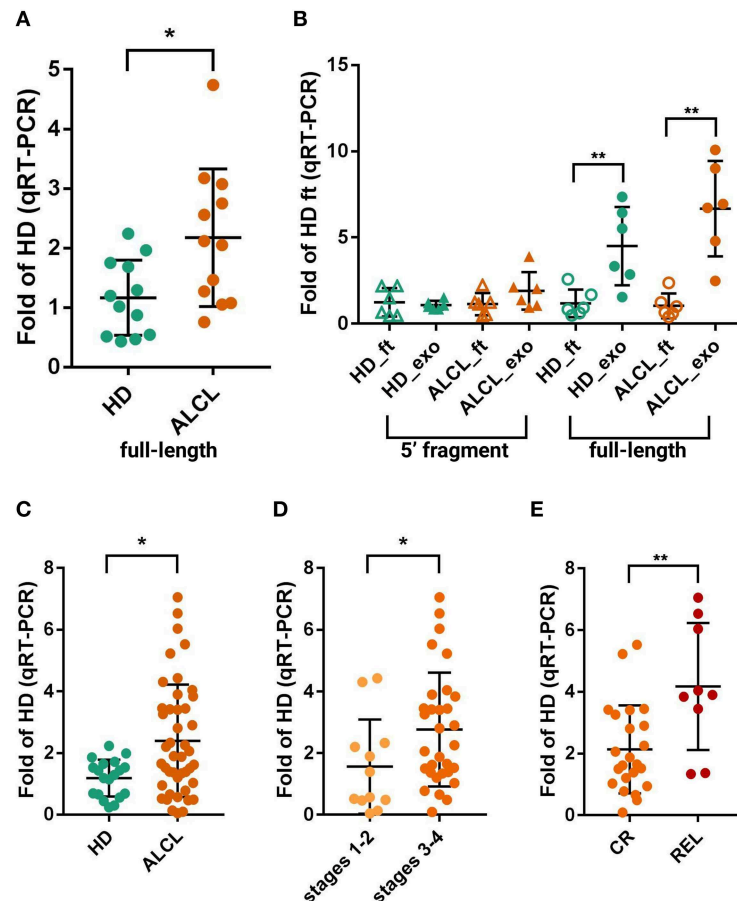 A
*
5
4
3
2
1
0
Fold of HD (qRT-PCR)
HD
ALCL
full-length
B
15
10
5
0
Fold of HD ft (qRT-PCR)
**
**
HD_ft
HD_exo
ALCL_ft
ALCL_exo
HD_ft
HD_exo
ALCL_ft
ALCL_exo
5’ fragment
full-length
C
*
8
6
4
2
0
Fold of HD (qRT-PCR)
HD
ALCL
D
*
8
6
4
2
0
Fold of HD (qRT-PCR)
stages 1-2
stages 3-4
E
**
8
6
4
2
0
Fold of HD (qRT-PCR)
CR
REL